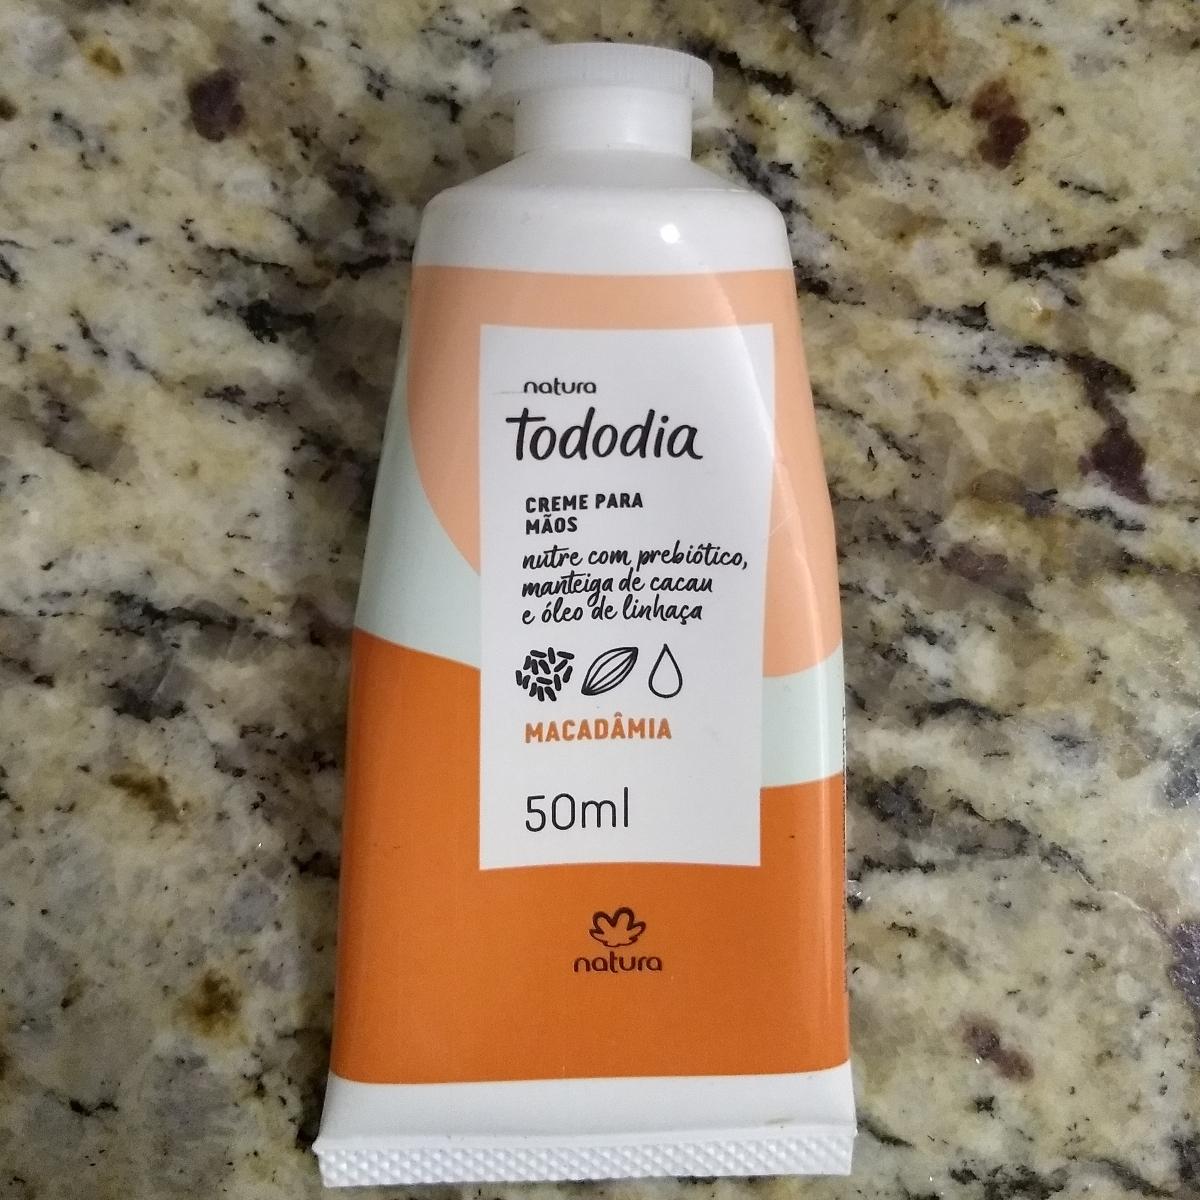 natura
Tododia
CREME PARA
MÃOS
nutre com prebiótico,
manteiga de cacau
e óleo de linhaça
MACADÂMIA
50ml
natura